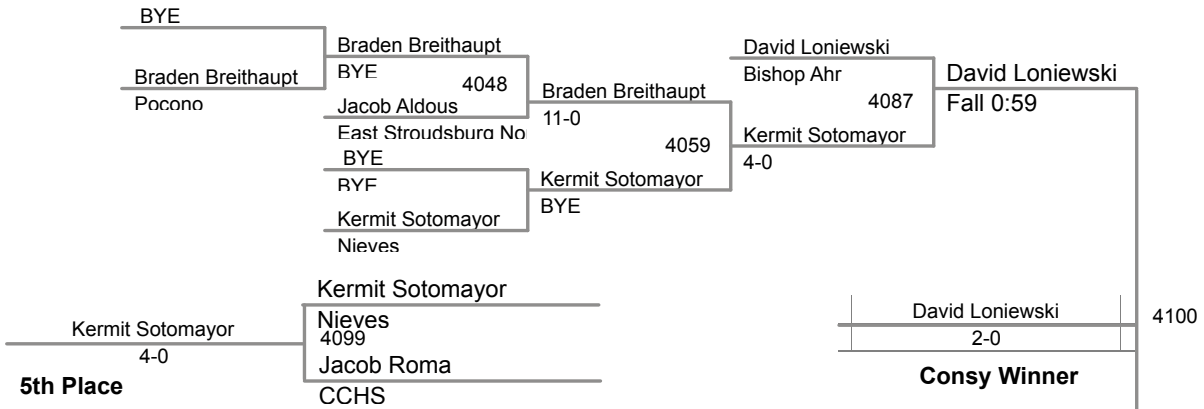 BYE
Braden Breithaupt
Pocono
Braden Breithaupt
BYE
4048
Jacob Aldous
East Stroudsburg No
BYE
BYE
Kermit Sotomayor
Nieves
Braden Breithaupt
11-0
4059
Kermit Sotomayor
BYE
David Loniewski
Bishop Ahr
4087
Kermit Sotomayor
4-0
David Loniewski
Fall 0:59
Kermit Sotomayor
Nieves
4099
Jacob Roma
CCHS
Kermit Sotomayor
4-0
5th Place
David Loniewski
2-0
Consy Winner
4100